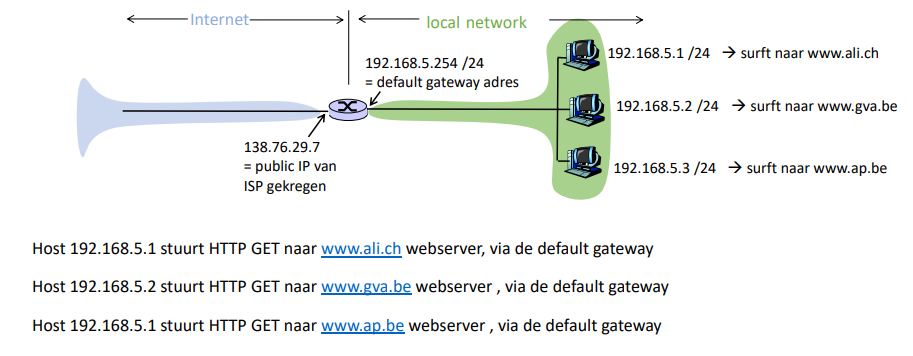 Internet
local network
192.168.5.254 /24
= default gateway adres
192.168.5.1 /24 → surft naar www.ali.ch
192.168.5.2 /24 → surft naar www.gva.be
192.168.5.3 /24 → surft naar www.ap.be
138.76.29.7
= public IP van
ISP gekregen
Host 192.168.5.1 stuurt HTTP GET naar www.ali.ch webserver, via de default gateway
Host 192.168.5.2 stuurt HTTP GET naar www.gva.be webserver , via de default gateway
Host 192.168.5.1 stuurt HTTP GET naar www.ap.be webserver , via de default gateway